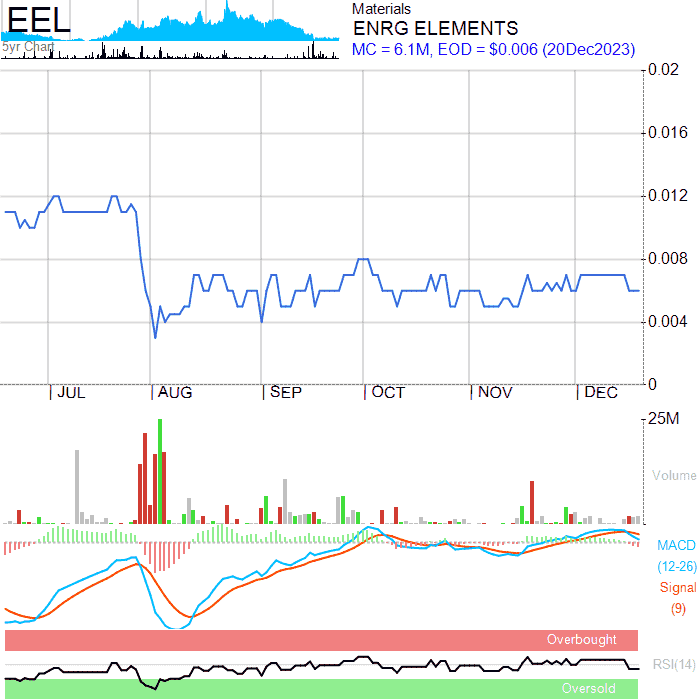 EEL
5yr Chart
Materials
ENRG ELEMENTS
MC = 6.1M, EOD = $0.006 (20Dec2023)
0.02
0.016
0.012
0.008
0.004
0
JUL AUG SEP OCT NOV DEC
25M
Volume
MACD
(12-26)
Signal
(9)
Overbought
RSI(14)
Oversold